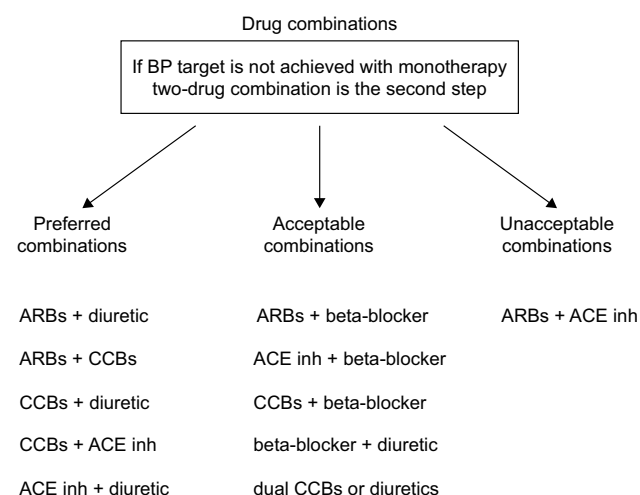 Drug combinations
If BP target is not achieved with monotherapy
two-drug combination is the second step
Preferred
combinations
Acceptable
combinations
Unacceptable
combinations
ARBs + diuretic
ARBs + CCBs
CCBs + diuretic
CCBs + ACE inh
ACE inh + diuretic
ARBs + beta-blocker
ACE inh + beta-blocker
CCBs + beta-blocker
beta-blocker + diuretic
dual CCBs or diuretics
ARBs + ACE inh